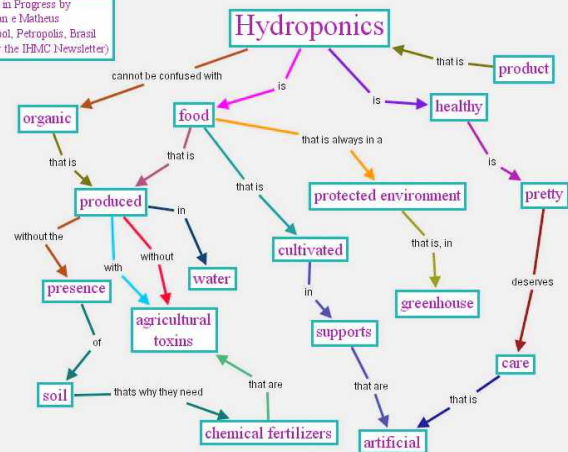 in Progress by
an e Matheus
ool, Petropolis, Brasil
the IHMC Newsletter)
Hydroponics
that is
product
cannot be confused with
is
is
organic
food
healthy
that is
that is
that is always in a
is
that is
produced
in
protected environment
pretty
without the
with
without
cultivated
that is, in
presence
water
in
greenhouse
deserves
agricultural
toxins
supports
of
care
soil
thats why they need
that are
that are
that is
chemical fertilizers
artificial